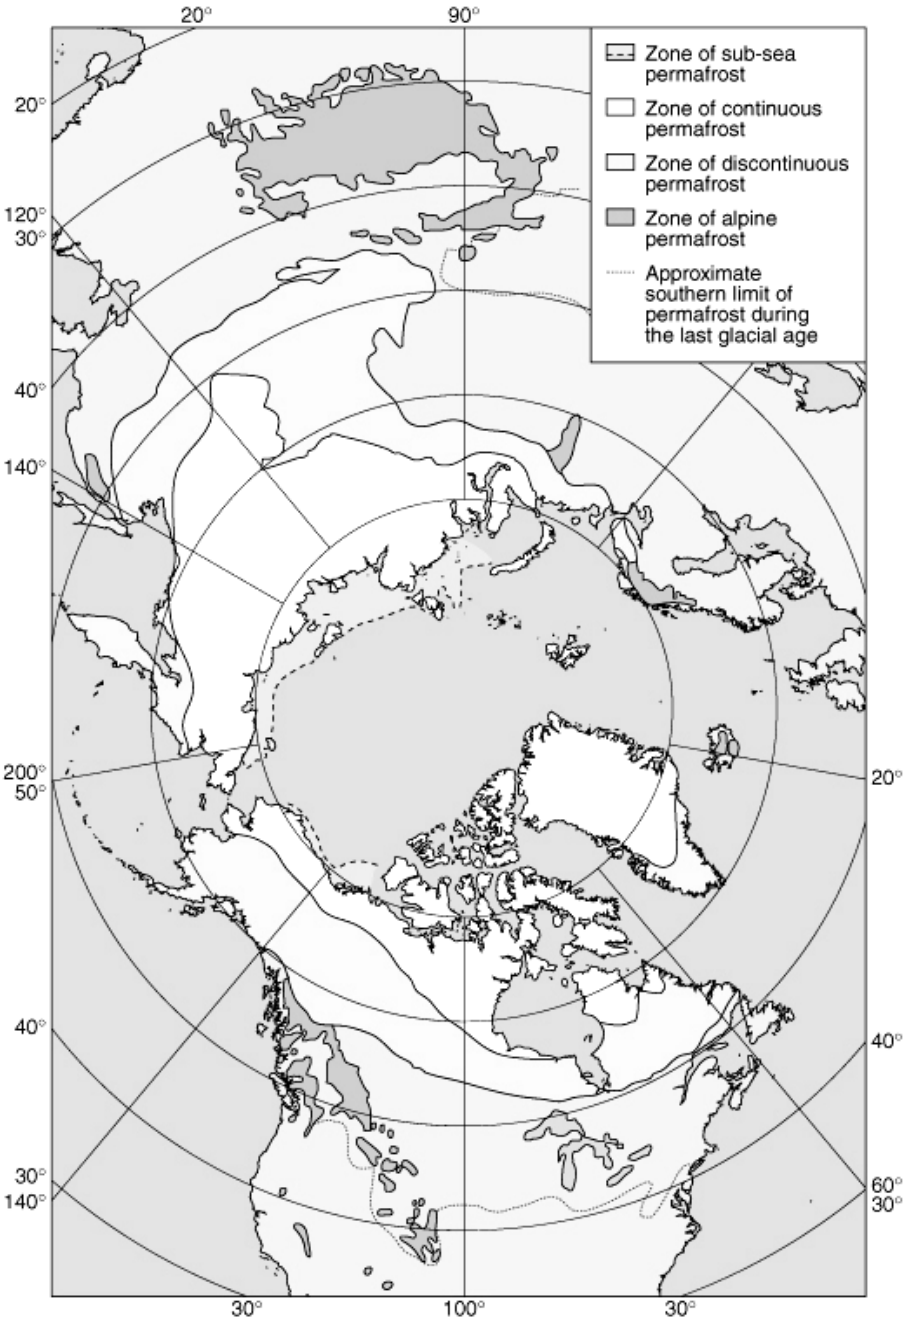 20°
90°
Zone of sub-sea
permafrost
Zone of continuous
permafrost
Zone of discontinuous
permafrost
Zone of alpine
permafrost
Approximate
southern limit of
permafrost during
the last glacial age
20°
120°
30°
40°
140°
200°
50°
20°
40°
40°
30°
140°
60°
30°
30°
100°
30°